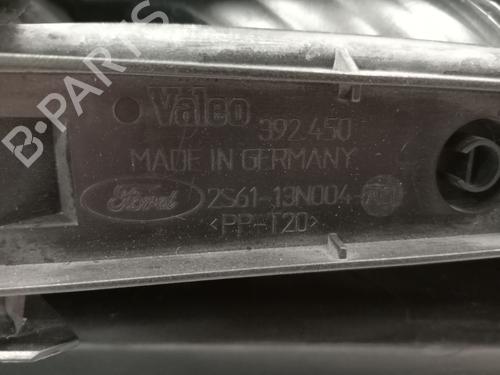 B-PARTS
Valeo 392.450
MADE IN GERMANY
Ford 2S61-13N004-
<PP-T20>